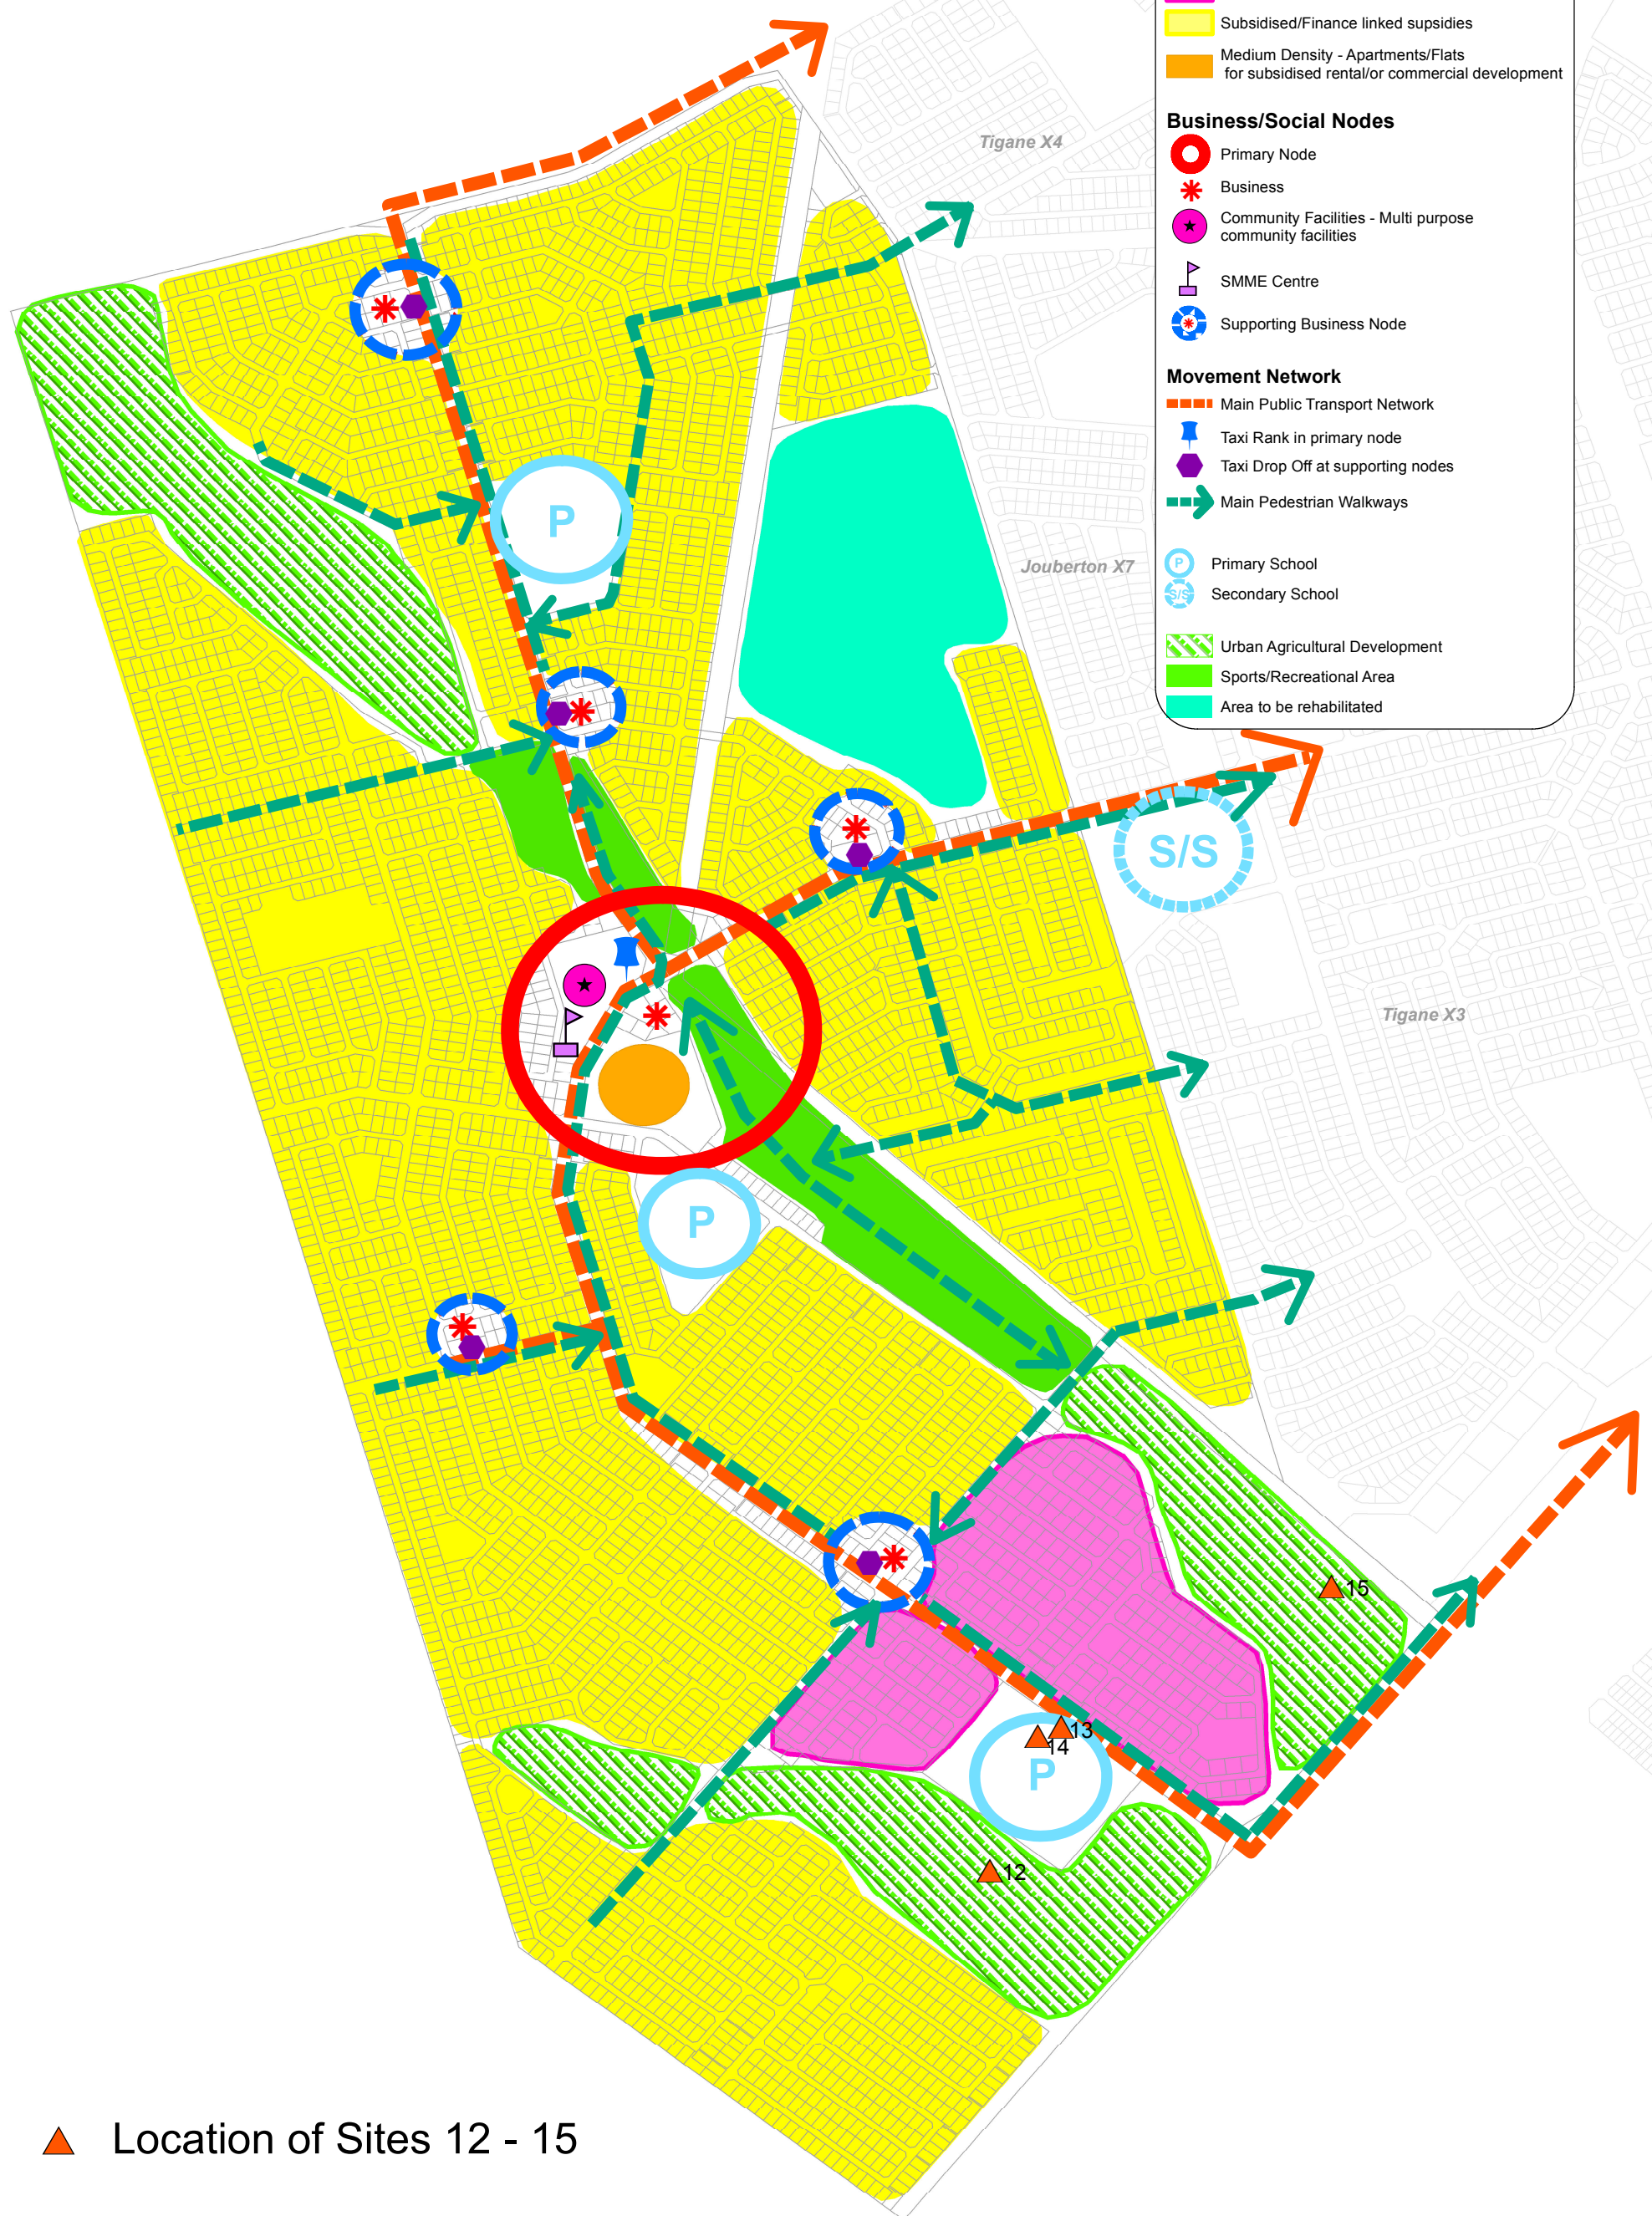 Subsidised/Finance linked supsidies
Medium Density - Apartments/Flats
for subsidised rental/or commercial development
Business/Social Nodes
Primary Node
Business
Community Facilities - Multi purpose
community facilities
SMME Centre
Supporting Business Node
Movement Network
Main Public Transport Network
Taxi Rank in primary node
Taxi Drop Off at supporting nodes
Main Pedestrian Walkways
P
Primary School
S/S
Secondary School
Urban Agricultural Development
Sports/Recreational Area
Area to be rehabilitated
Tigane X4
P
Jouberton X7
S/S
Tigane X3
P
15
13
14
P
12
Location of Sites 12 - 15